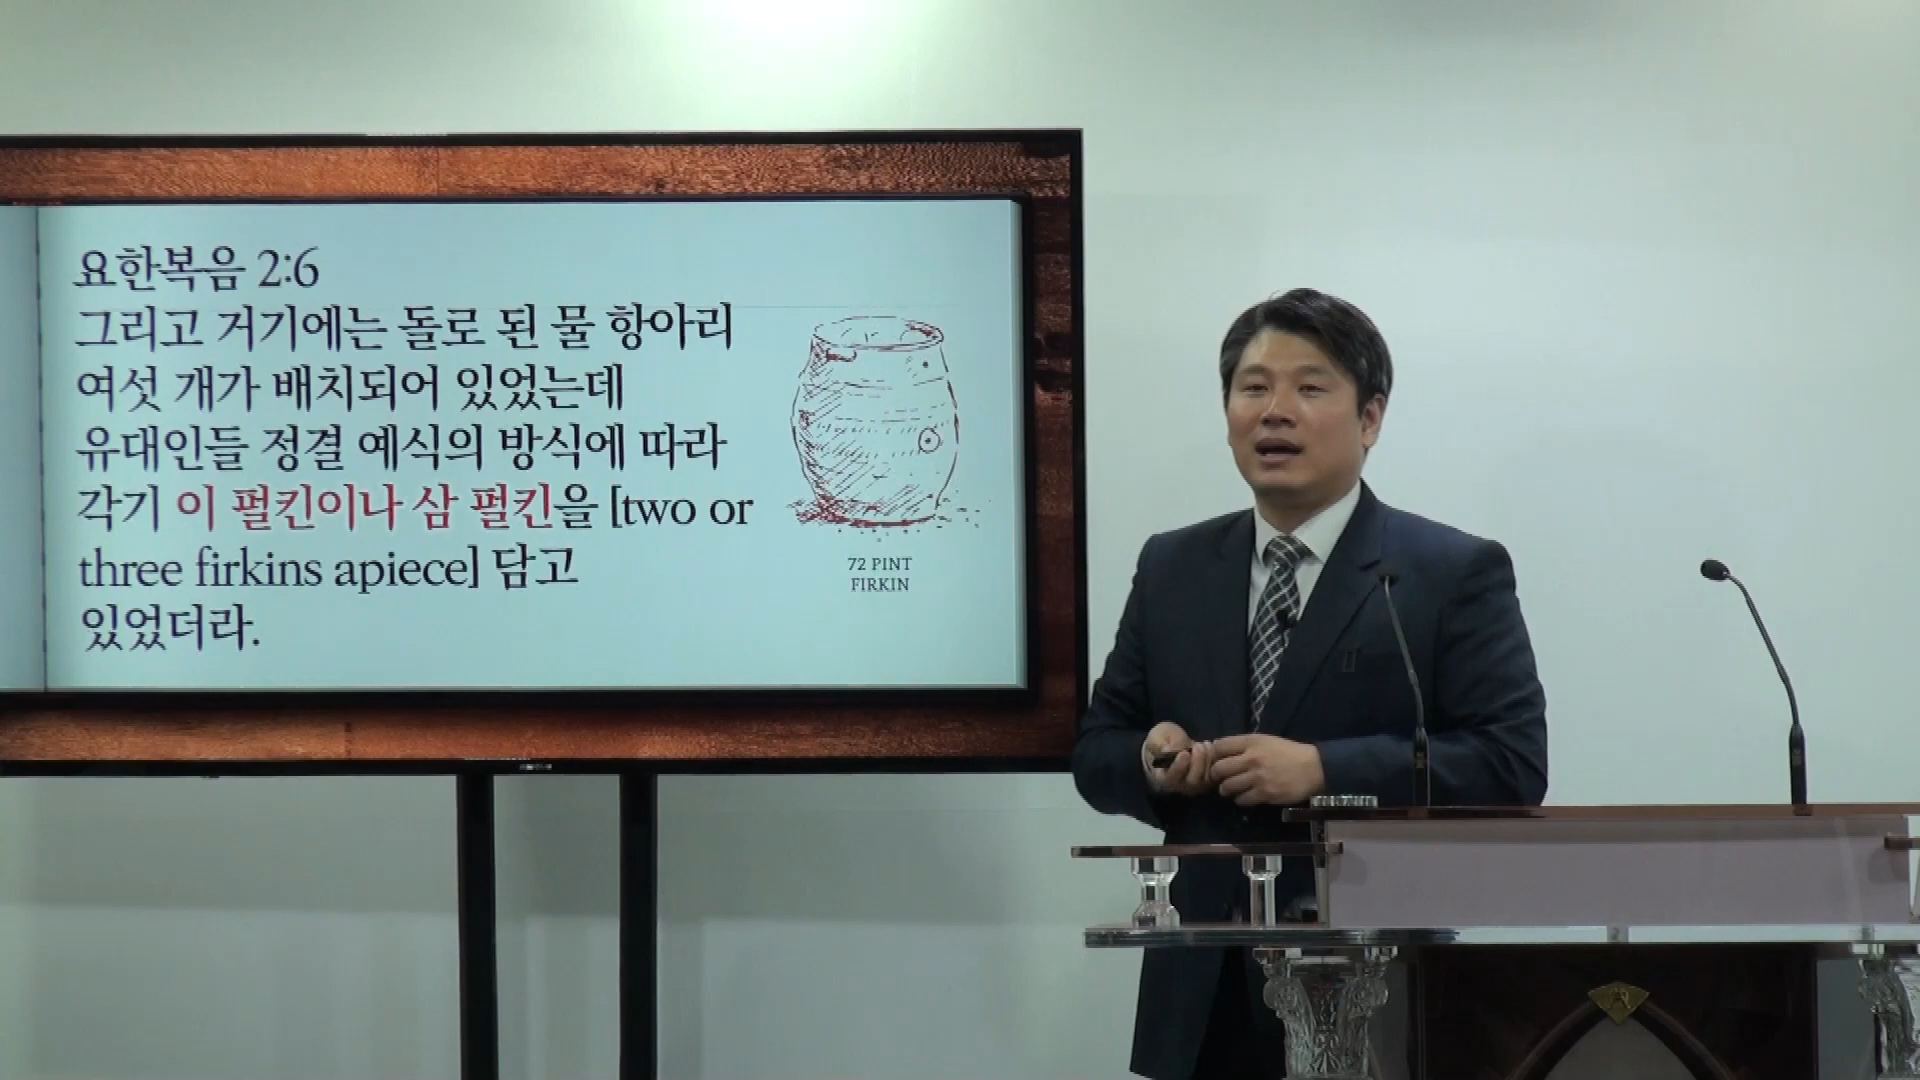 요한복음 2:6
그리고 거기에는 돌로 된 물 항아리
여섯 개가 배치되어 있었는데
유대인들 정결 예식의 방식에 따라
각기 이 펄킨이나 삼 펄킨을 [two or
three firkins apiece] 담고
있었더라.
72 PINT
FIRKIN